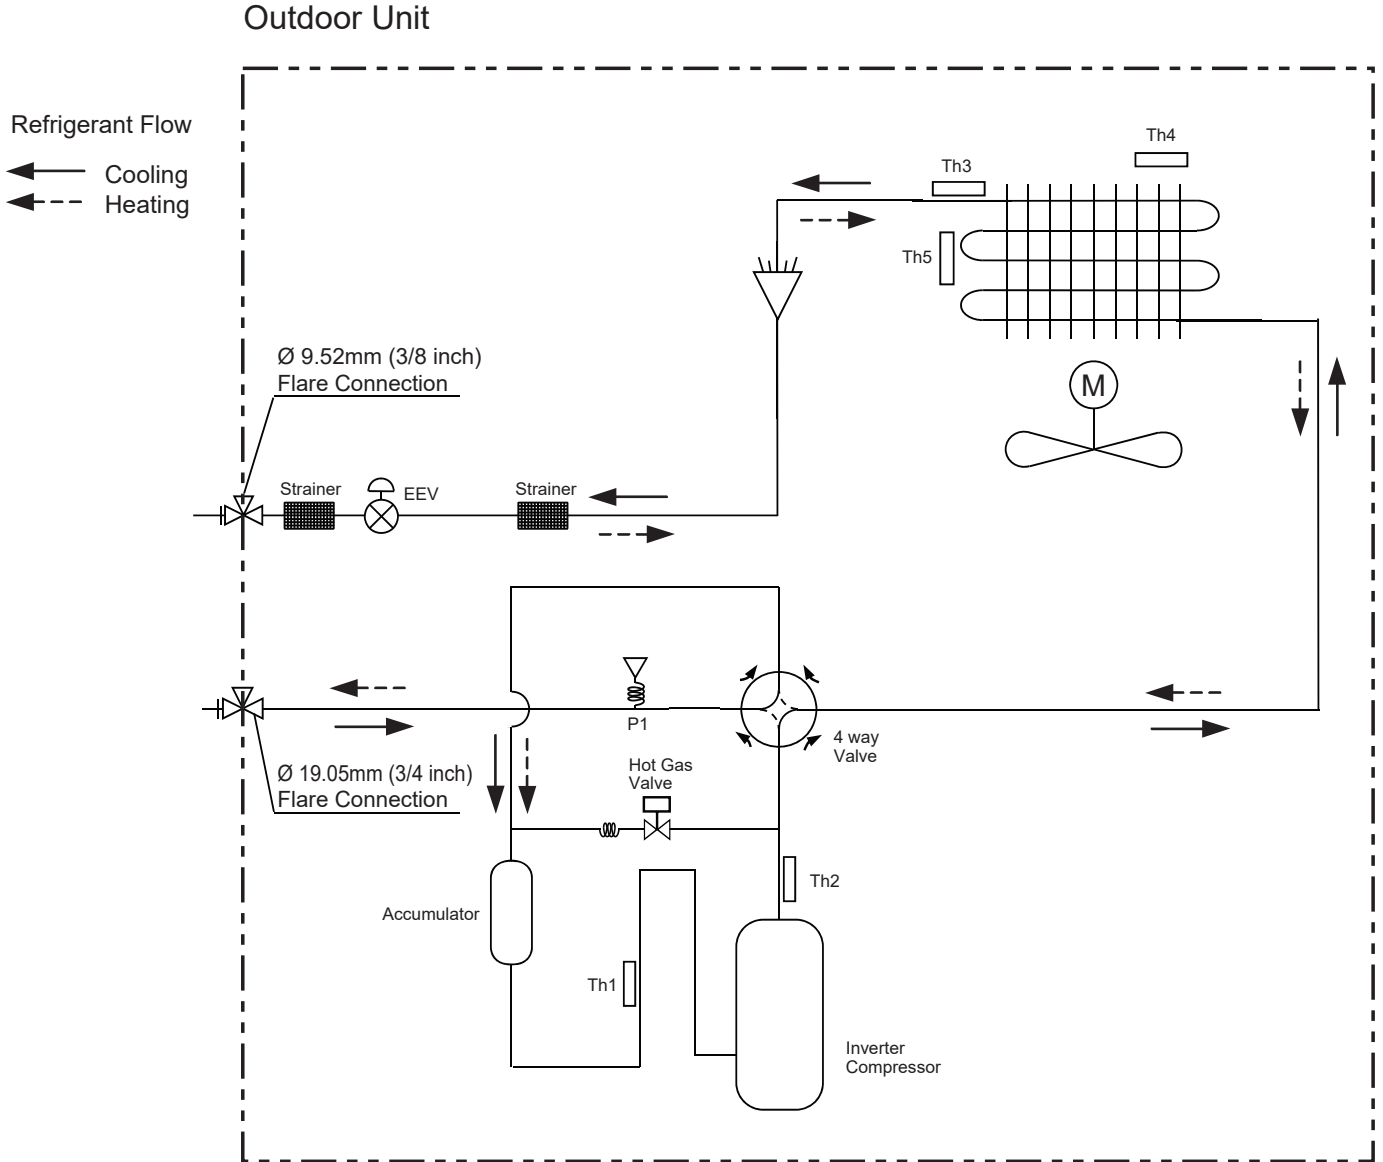 Outdoor Unit
Refrigerant Flow
Cooling
Heating
Th4
Th3
Th5
M
Ø 9.52mm (3/8 inch)
Flare Connection
Strainer
EEV
Strainer
P1
4 way
Valve
Hot Gas
Valve
Ø 19.05mm (3/4 inch)
Flare Connection
Th2
Accumulator
Th1
Inverter
Compressor